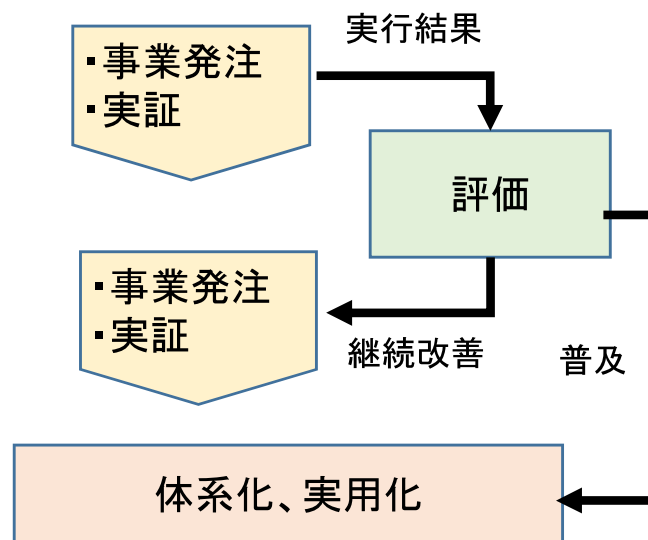 実行結果
・事業発注
・実証
評価
・事業発注
・実証
継続改善
普及
体系化、実用化